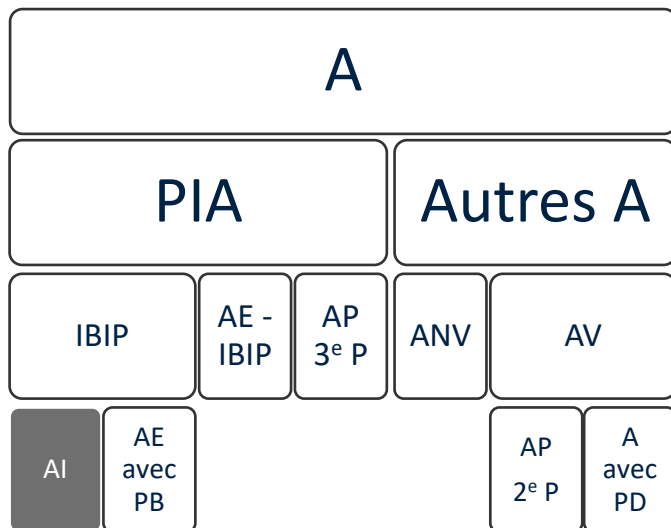 A
PIA
Autres A
IBIP
AE -
IBIP
AP
3e P
ANV
AV
AI
AE
avec
PB
AP
2e P
A
avec
PD